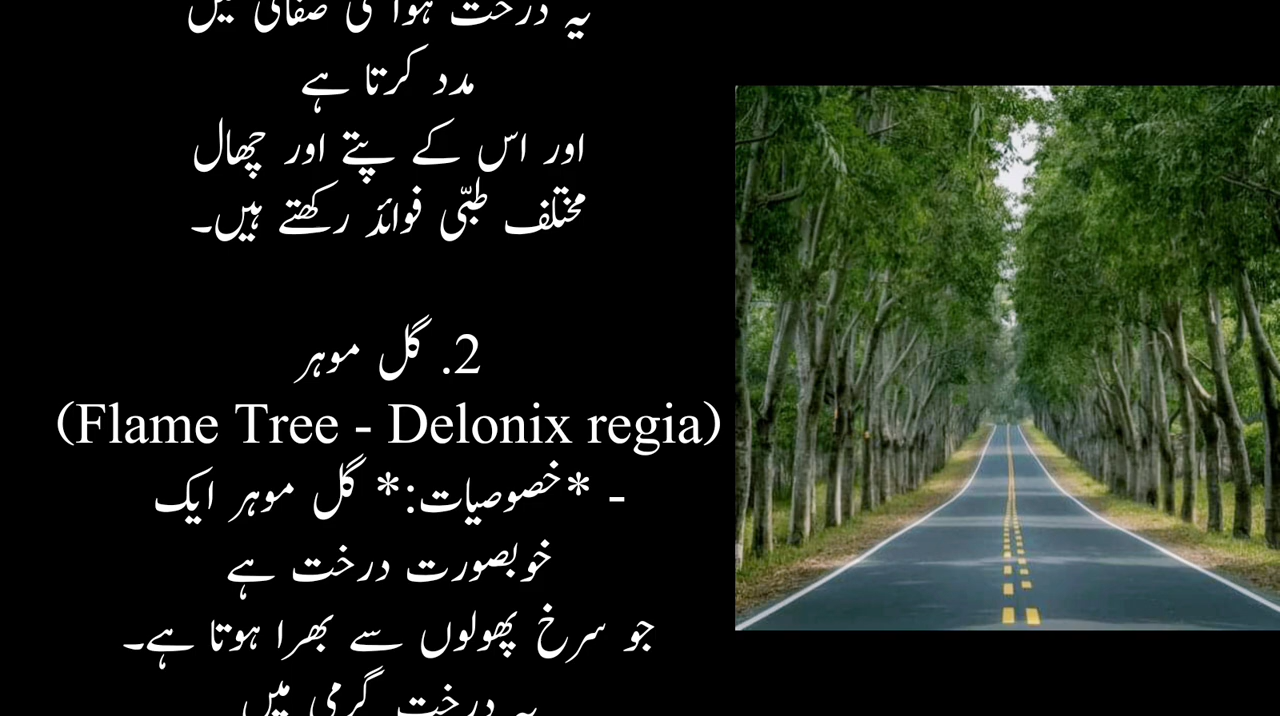 یہ درخت ہوا کی صفائی میں
مدد کرتا ہے
اور اس کے پتے اور چھال
مختلف طبّی فوائد رکھتے ہیں۔
2. گل موہر
(Flame Tree - Delonix regia)
- *خصوصیات:* گل موہر ایک
خوبصورت درخت ہے
جو سرخ پھولوں سے بھرا ہوتا ہے۔
یہ درخت گرمی میں